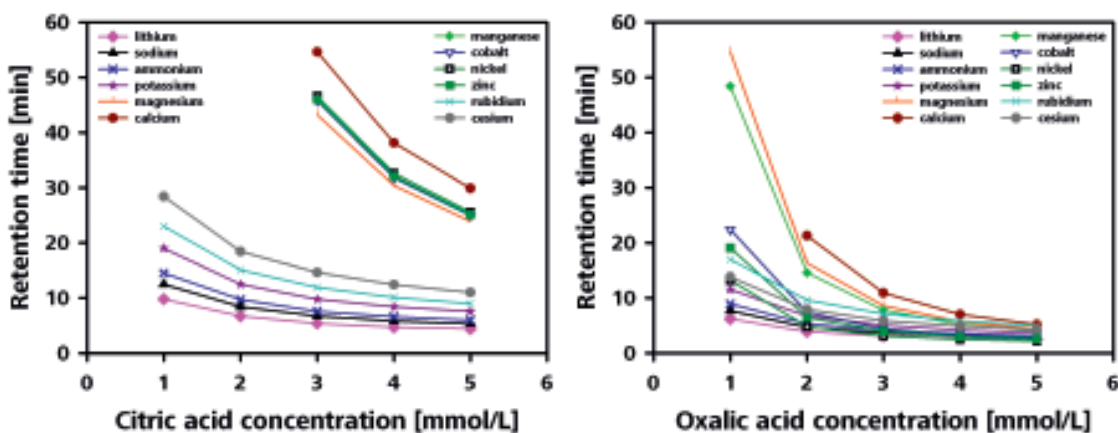 60
50
40
30
20
10
0
Retention time [min]
lithium
sodium
ammonium
potassium
magnesium
calcium
manganese
cobalt
nickel
zinc
rubidium
cesium
0 1 2 3 4 5 6
Citric acid concentration [mmol/L]
60
50
40
30
20
10
0
Retention time [min]
lithium
sodium
ammonium
potassium
magnesium
calcium
manganese
cobalt
nickel
zinc
rubidium
cesium
0 1 2 3 4 5 6
Oxalic acid concentration [mmol/L]